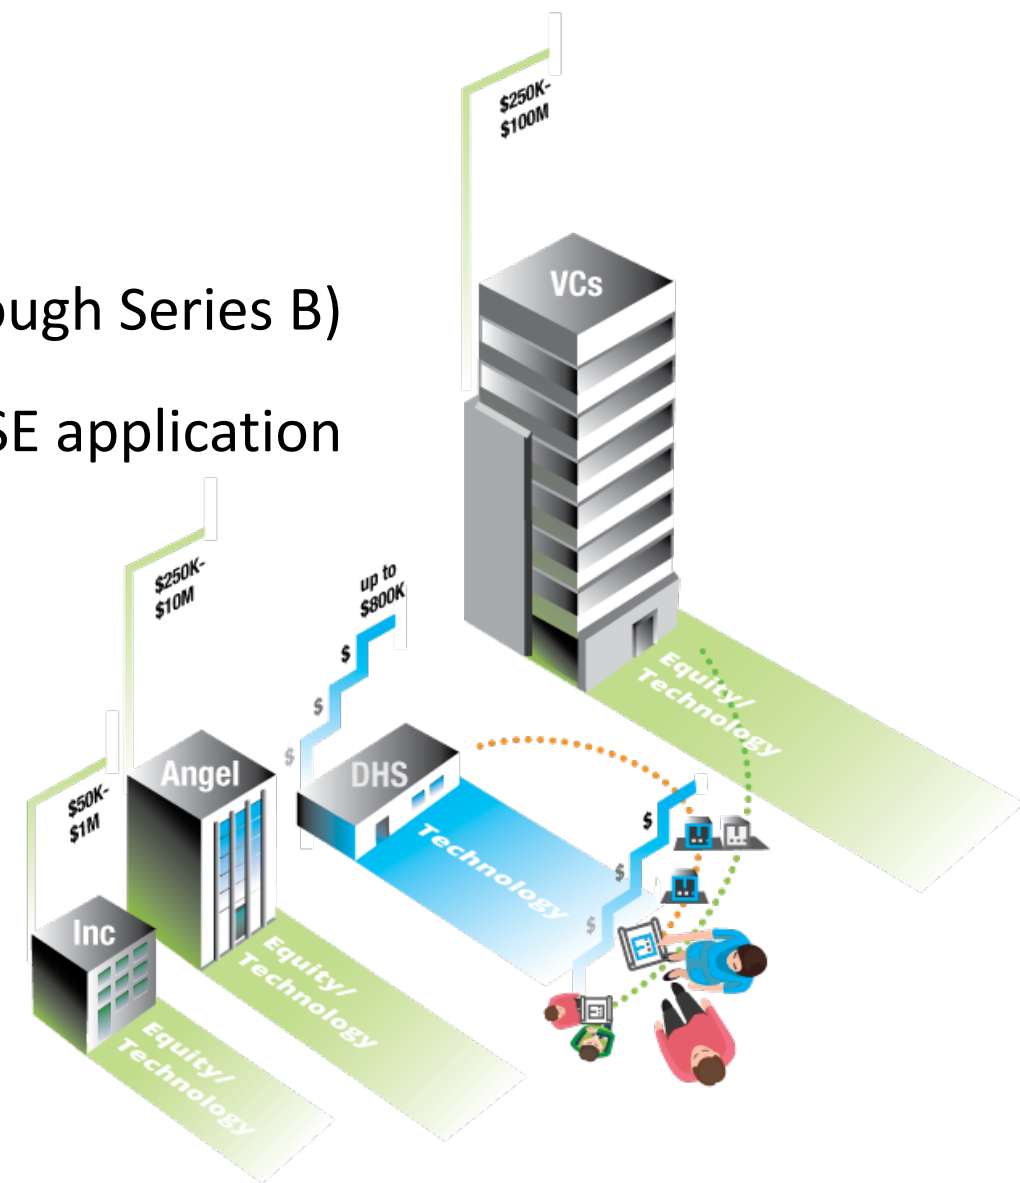 $250K-
$100M
VCs
ough Series B)
SE application
$250K-
$10M
up to
$800K
$
$
$
Equity/
Technology
Angel
DHS
$50K-
$1M
$
$
$
Technology
Inc
Equity/
Technology
Equity/
Technology